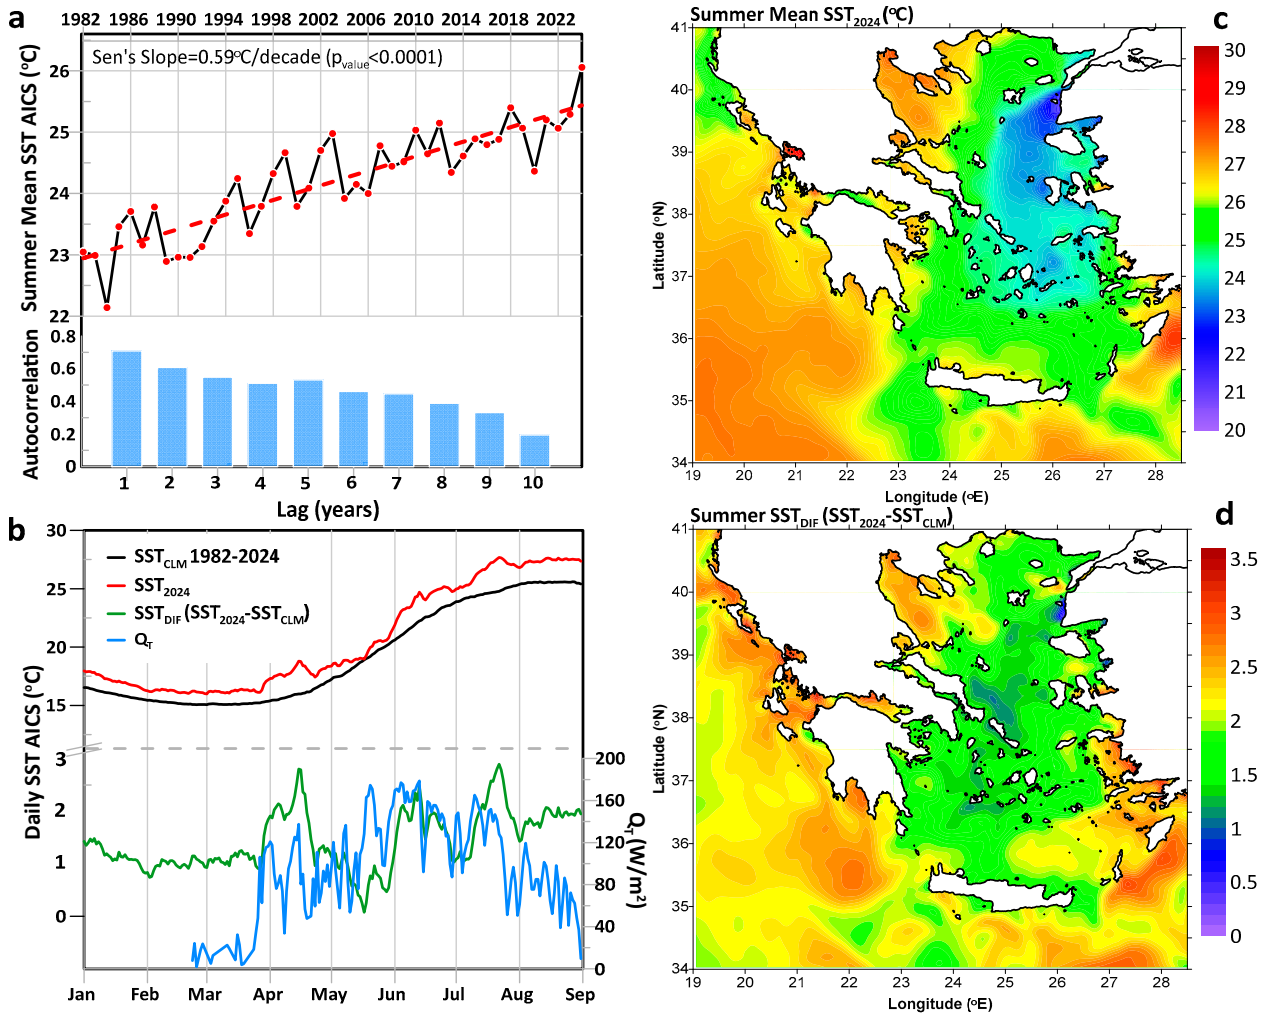 a
1982 1986 1990 1994 1998 2002 2006 2010 2014 2018 2022
Sen's Slope=0.59ºC/decade (pvalue<0.0001)
Summer Mean SST AICS (ºC)
26
25
24
23
22
Autocorrelation
0.8
0.6
0.4
0.2
0
1 2 3 4 5 6 7 8 9 10
Lag (years)
b
SSTCLM 1982-2024
SST2024
SSTDIF (SST2024-SSTCLM)
QT
Daily SST AICS (ºC)
30
25
20
15
3
2
1
0
200
160
120
80
40
0
QT (W/m2)
Jan Feb Mar Apr May Jun Jul Aug Sep
Summer Mean SST2024 (ºC)
c
Latitude (ºN)
41
40
39
38
37
36
35
34
19 20 21 22 23 24 25 26 27 28
Longitude (ºE)
30
29
28
27
26
25
24
23
22
21
20
Summer SSTDIF (SST2024-SSTCLM)
d
Latitude (ºN)
41
40
39
38
37
36
35
34
19 20 21 22 23 24 25 26 27 28
Longitude (ºE)
3.5
3
2.5
2
1.5
1
0.5
0